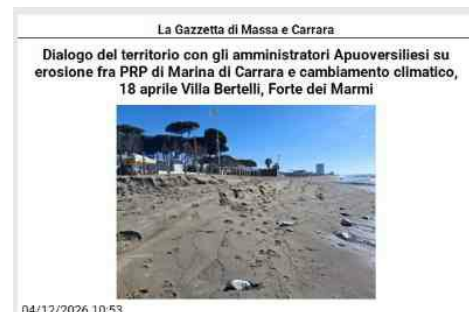 La Gazzetta di Massa e Carrara
Dialogo del territorio con gli amministratori Apuoversiliesi su
erosione fra PRP di Marina di Carrara e cambiamento climatico,
18 aprile Villa Bertelli, Forte dei Marmi
04/12/2026 10:53